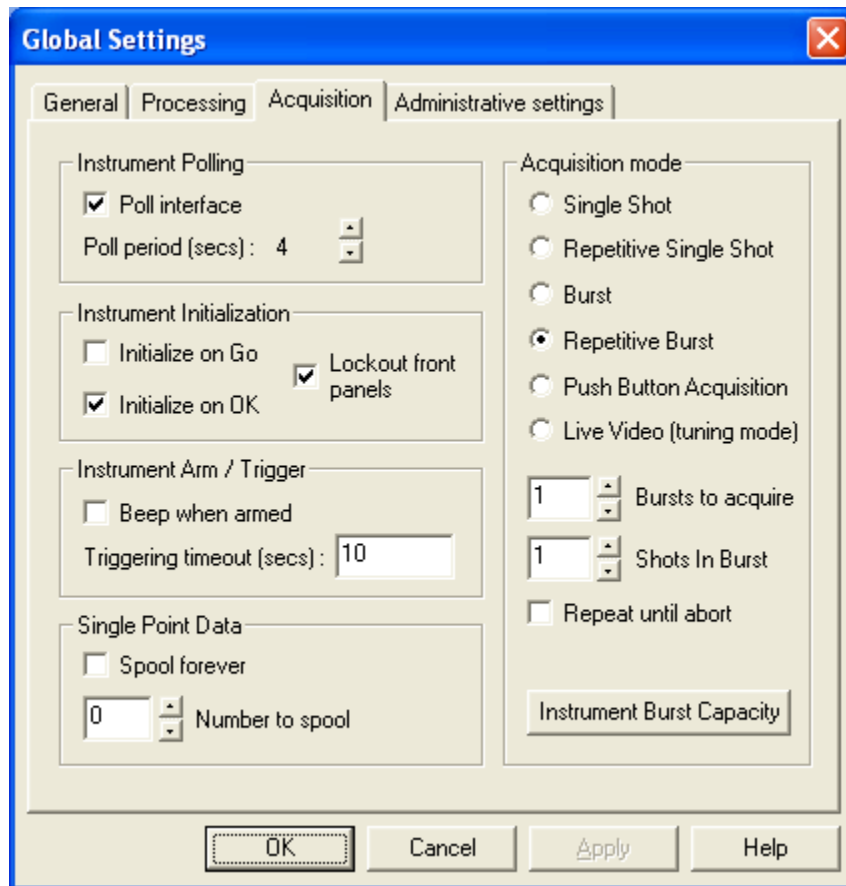 Global Settings
General
Processing
Acquisition
Administrative settings
Instrument Polling
Poll interface
Poll period (secs) : 4
Instrument Initialization
Initialize on Go
Lockout front
panels
Initialize on OK
Instrument Arm / Trigger
Beep when armed
Triggering timeout (secs) : 10
Single Point Data
Spool forever
0 Number to spool
Acquisition mode
Single Shot
Repetitive Single Shot
Burst
Repetitive Burst
Push Button Acquisition
Live Video (tuning mode)
1 Bursts to acquire
1 Shots In Burst
Repeat until abort
Instrument Burst Capacity
OK
Cancel
Apply
Help